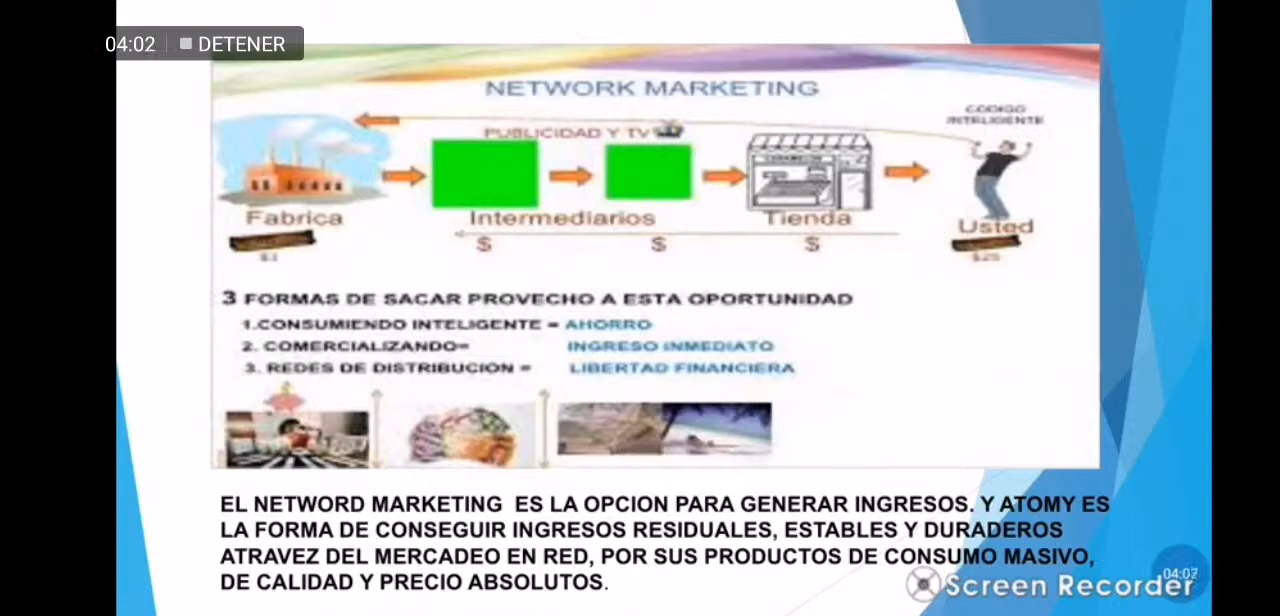 04:02 DETENER
NETWORK MARKETING
CODIGO
INTELIGENTE
PUBLICIDAD Y TV
Fabrica
Intermediarios
Tienda
Usted
$ $ $
$25
3 FORMAS DE SACAR PROVECHO A ESTA OPORTUNIDAD
1.CONSUMIENDO INTELIGENTE = AHORRO
2. COMERCIALIZANDO= INGRESO INMEDIATO
3. REDES DE DISTRIBUCION = LIBERTAD FINANCIERA
EL NETWORD MARKETING ES LA OPCION PARA GENERAR INGRESOS. Y ATOMY ES
LA FORMA DE CONSEGUIR INGRESOS RESIDUALES, ESTABLES Y DURADEROS
ATRAVEZ DEL MERCADEO EN RED, POR SUS PRODUCTOS DE CONSUMO MASIVO,
DE CALIDAD Y PRECIO ABSOLUTOS.
Screen Recorder